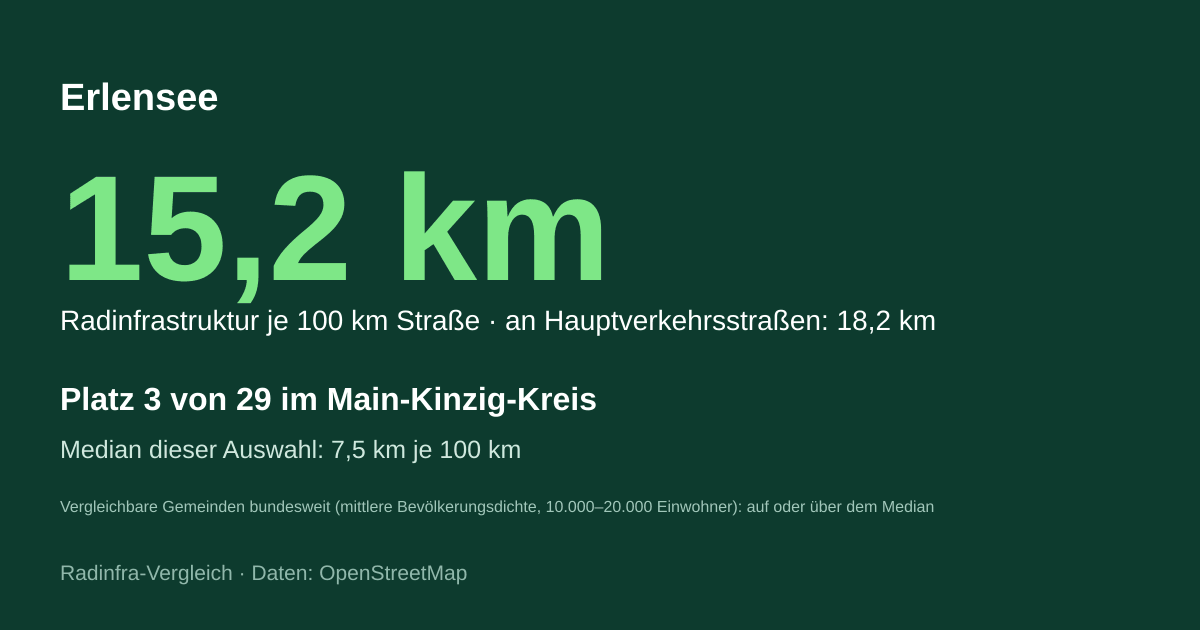 Erlensee
15,2 km
Radinfrastruktur je 100 km Straße · an Hauptverkehrsstraßen: 18,2 km
Platz 3 von 29 im Main-Kinzig-Kreis
Median dieser Auswahl: 7,5 km je 100 km
Vergleichbare Gemeinden bundesweit (mittlere Bevölkerungsdichte, 10.000–20.000 Einwohner): auf oder über dem Median
Radinfra-Vergleich · Daten: OpenStreetMap